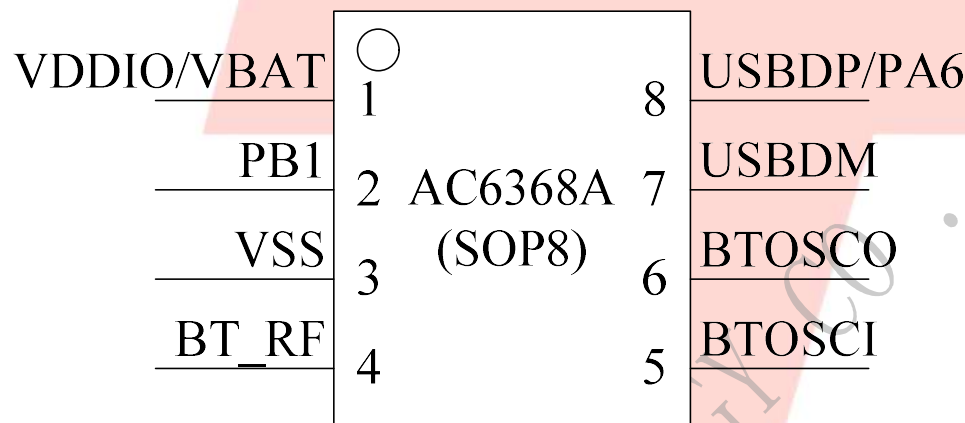 VDDIO/VBAT 1 8 USBDP/PA6
PB1 2 AC6368A 7 USBDM
(SOP8)
VSS 3 6 BTOSCO
BT_RF 4 5 BTOSCI